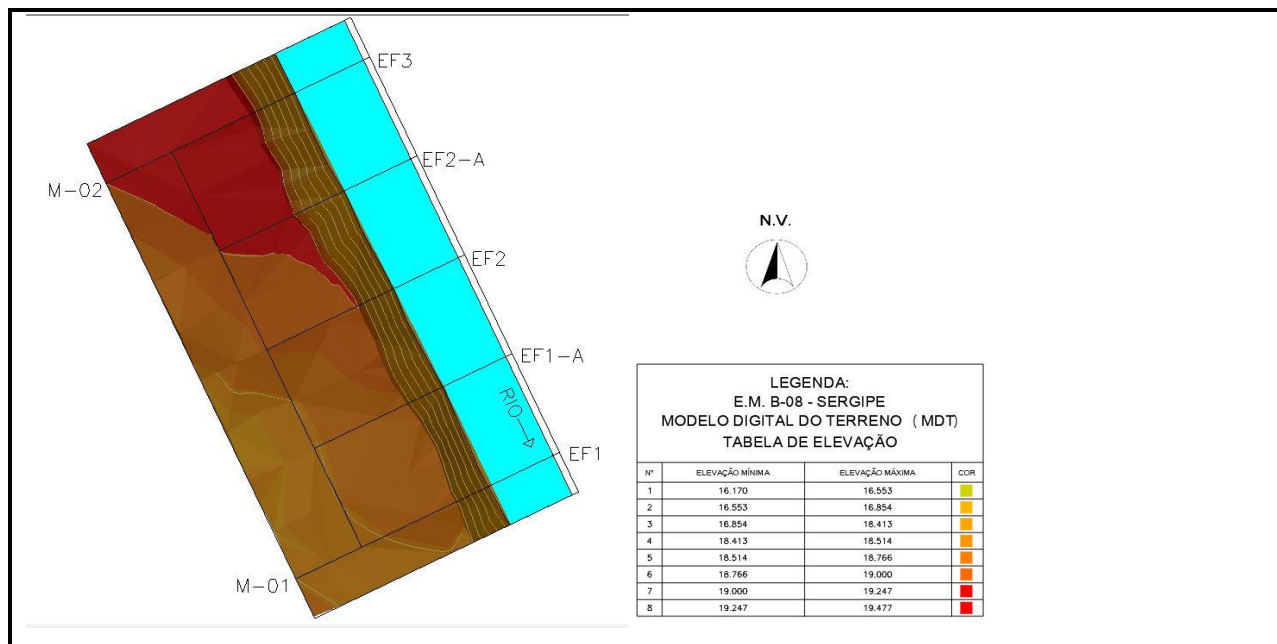 EF3
EF2-A
M-02
EF2
EF1-A
RIO
EF1
M-01
N.V.
LEGENDA:
E.M. B-08 - SERGIPE
MODELO DIGITAL DO TERRENO ( MDT)
TABELA DE ELEVAÇÃO
N° ELEVAÇÃO MÍNIMA ELEVAÇÃO MÁXIMA COR
1 16.170 16.553
2 16.553 16.854
3 16.854 18.413
4 18.413 18.514
5 18.514 18.766
6 18.766 19.000
7 19.000 19.247
8 19.247 19.477